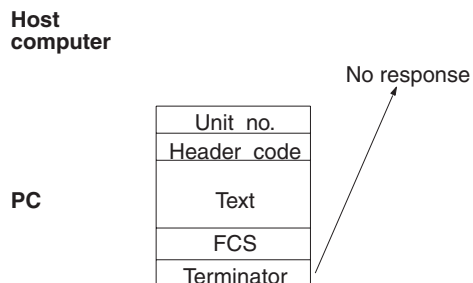 Host
computer
No response
Unit no.
Header code
PC
Text
FCS
Terminator